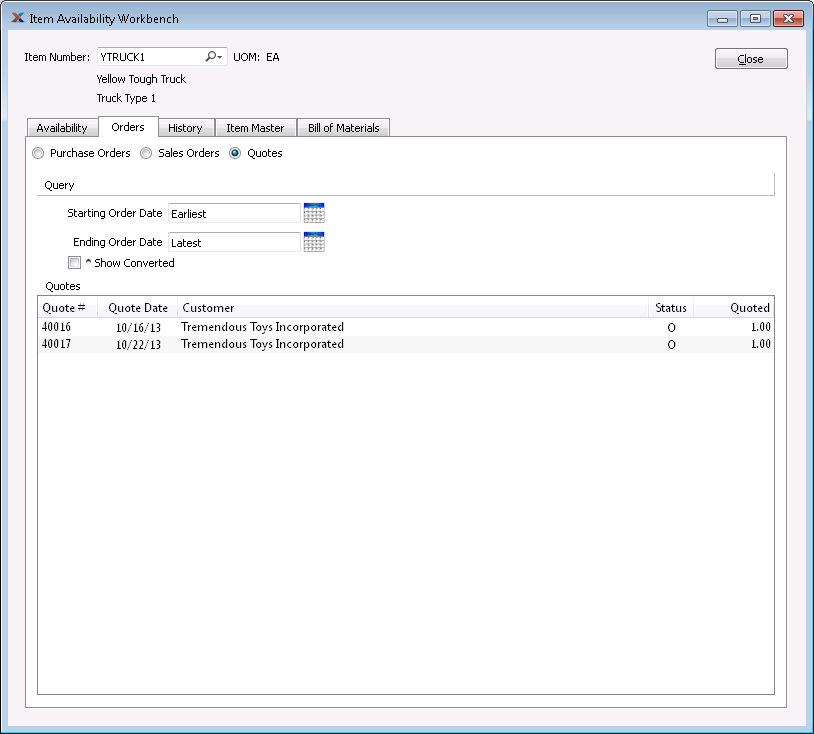 Item Availability Workbench
Item Number: YTRUCK1 UOM: EA
Close
Yellow Tough Truck
Truck Type 1
Availability Orders History Item Master Bill of Materials
Purchase Orders Sales Orders Quotes
Query
Starting Order Date Earliest
Ending Order Date Latest
^ Show Converted
Quotes
Quote # Quote Date Customer Status Quoted
40016 10/16/13 Tremendous Toys Incorporated O 1.00
40017 10/22/13 Tremendous Toys Incorporated O 1.00